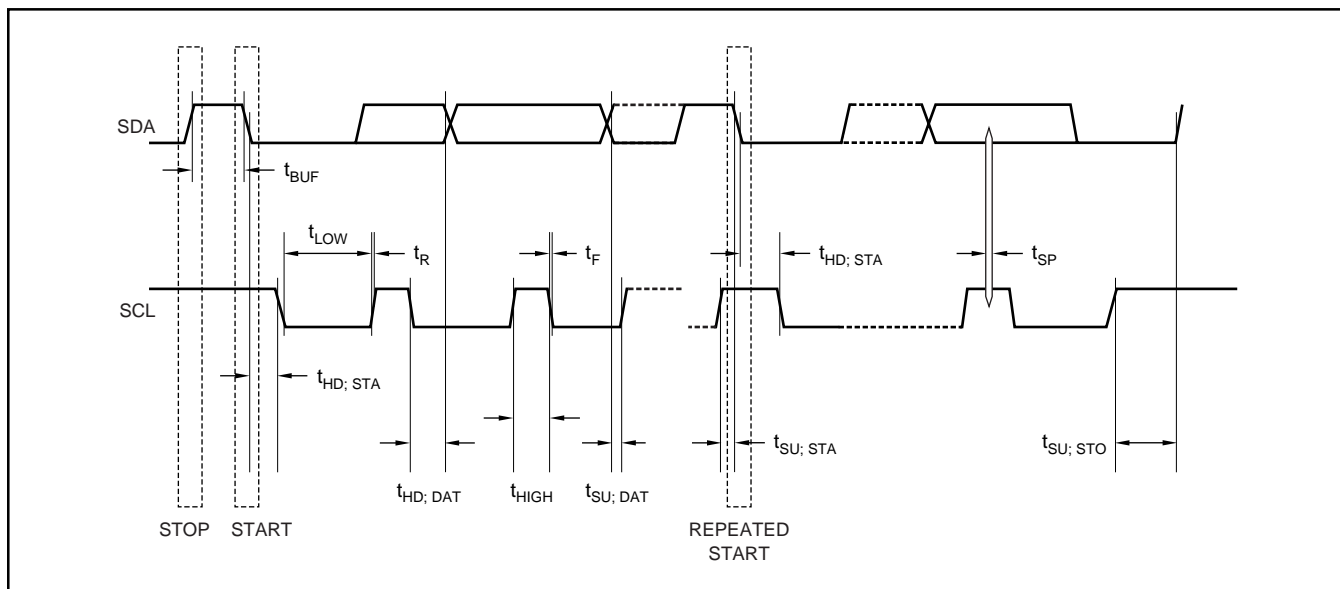 SDA
tBUF
tLOW
tR
tF
tHD; STA
tSP
SCL
tHD; STA
tSU; STA
tSU; STO
tHD; DAT
tHIGH
tSU; DAT
STOP
START
REPEATED
START